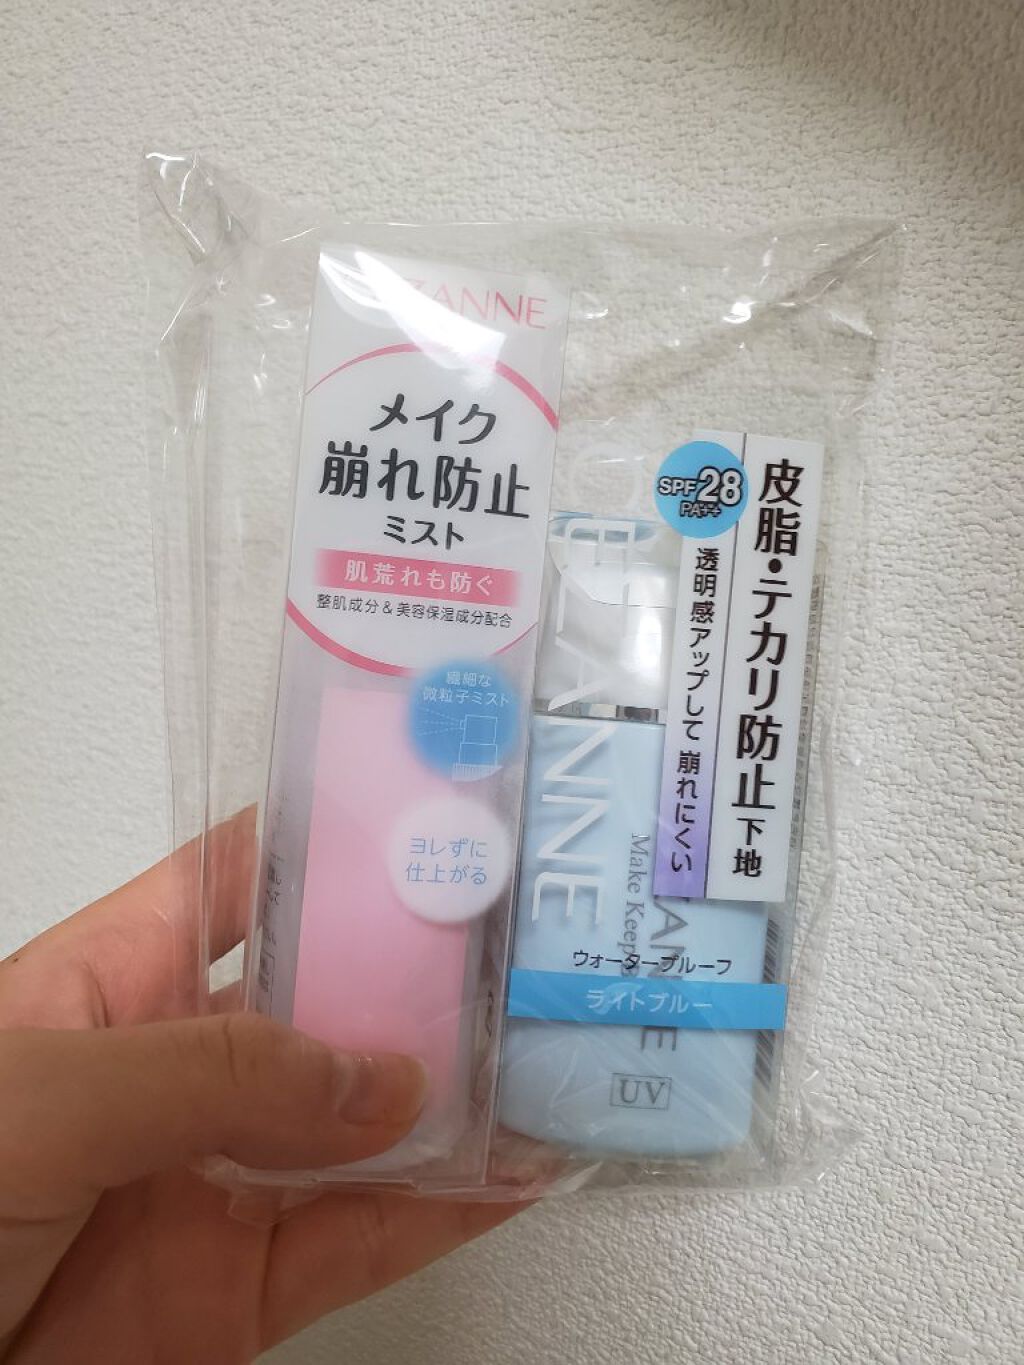 ZANNE
メイク
崩れ防止
ミスト
肌荒れも防ぐ
整肌成分&美容保湿成分配合
繊細な
微粒子ミスト
ヨレずに
仕上がる
CEZANNE
SPF28
PA++
皮脂・テカリ防止下地
透明感アップして 崩れにくい
Make Keep
ウォータープルーフ
ライトブルー
UV